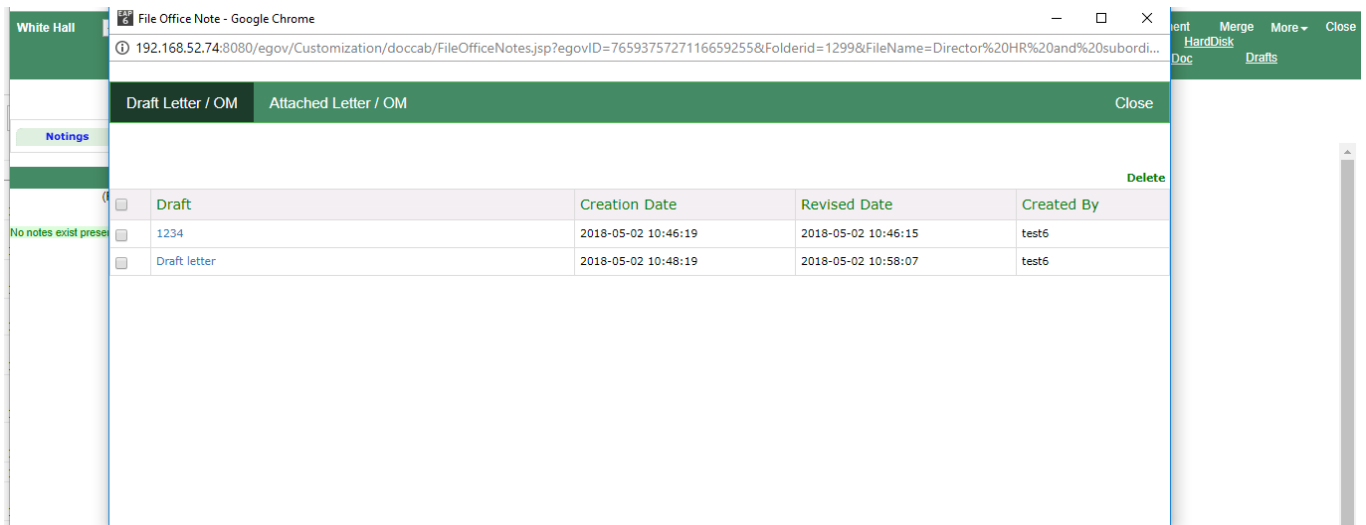 File Office Note - Google Chrome
192.168.52.74:8080/egov/Customization/doccab/FileOfficeNotes.jsp?egovID=7659375727116659255&Folderid=1299&FileName=Director%20HR%20and%20subordi...
White Hall
Merge More Close
HardDisk
Doc Drafts
Draft Letter / OM Attached Letter / OM Close
Notings
Delete
Draft Creation Date Revised Date Created By
1234 2018-05-02 10:46:19 2018-05-02 10:46:15 test6
No notes exist
Draft letter 2018-05-02 10:48:19 2018-05-02 10:58:07 test6